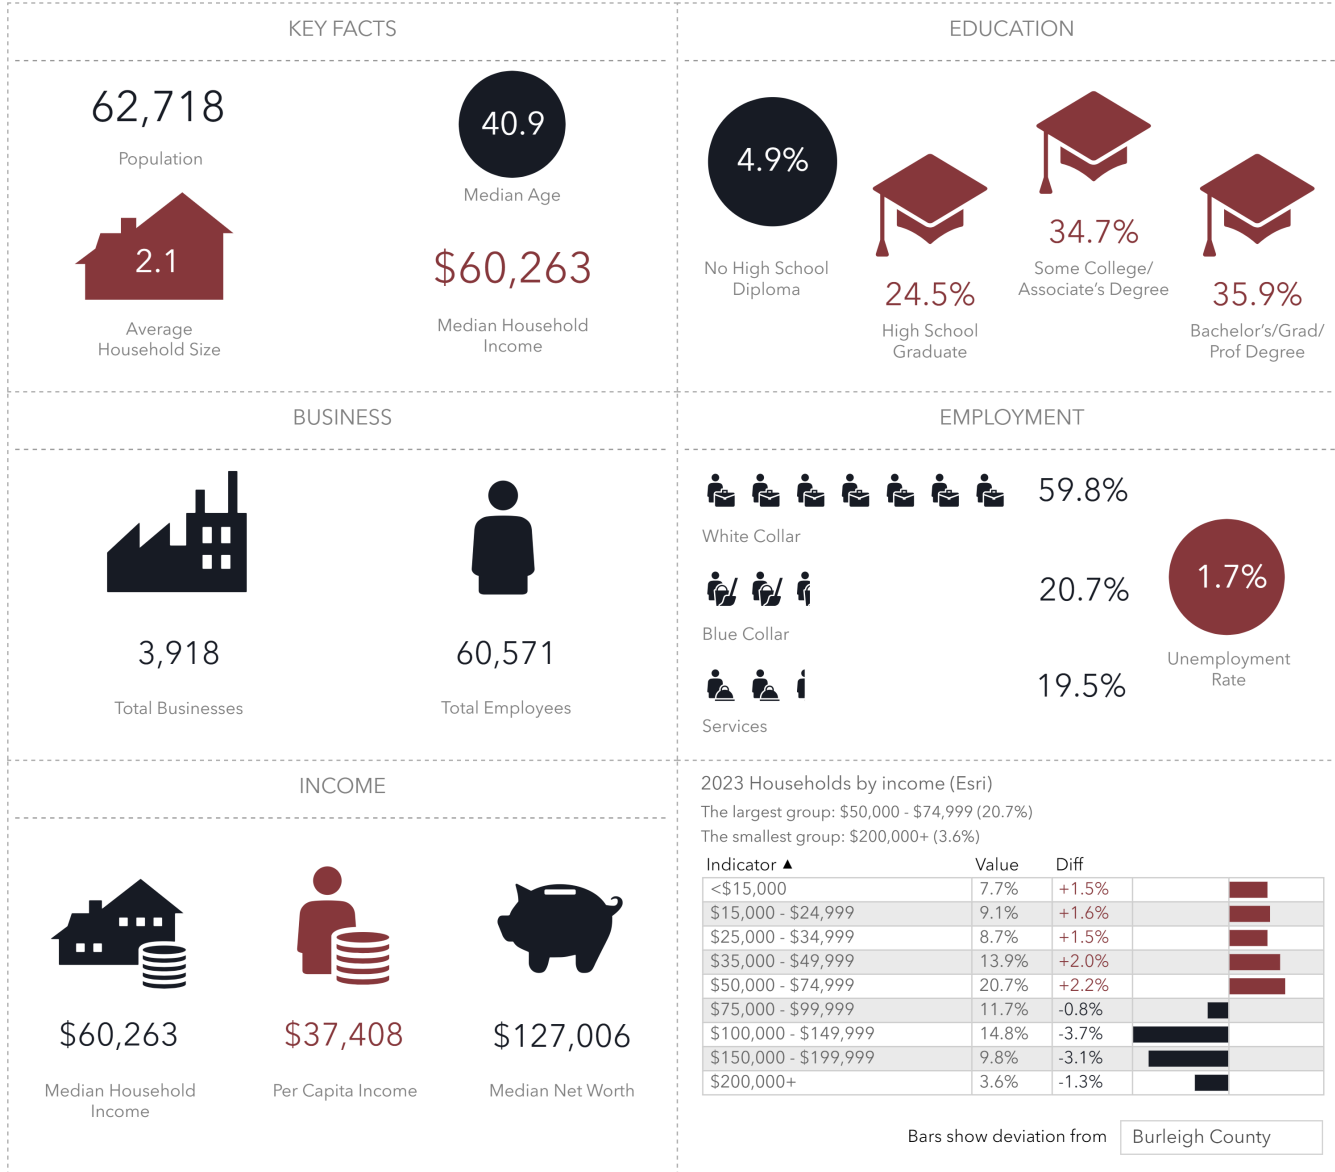 KEY FACTS
62,718
Population
40.9
Median Age
2.1
Average
Household Size
$60,263
Median Household
Income
EDUCATION
4.9%
No High School
Diploma
24.5%
High School
Graduate
34.7%
Some College/
Associate's Degree
35.9%
Bachelor's/Grad/
Prof Degree
BUSINESS
3,918
Total Businesses
60,571
Total Employees
EMPLOYMENT
59.8%
White Collar
20.7%
Blue Collar
19.5%
Services
1.7%
Unemployment
Rate
INCOME
$60,263
Median Household
Income
$37,408
Per Capita Income
$127,006
Median Net Worth
2023 Households by income (Esri)
The largest group: $50,000 - $74,999 (20.7%)
The smallest group: $200,000+ (3.6%)
Indicator ▲ Value Diff
<$15,000 7.7% +1.5%
$15,000 - $24,999 9.1% +1.6%
$25,000 - $34,999 8.7% +1.5%
$35,000 - $49,999 13.9% +2.0%
$50,000 - $74,999 20.7% +2.2%
$75,000 - $99,999 11.7% -0.8%
$100,000 - $149,999 14.8% -3.7%
$150,000 - $199,999 9.8% -3.1%
$200,000+ 3.6% -1.3%
Bars show deviation from Burleigh County